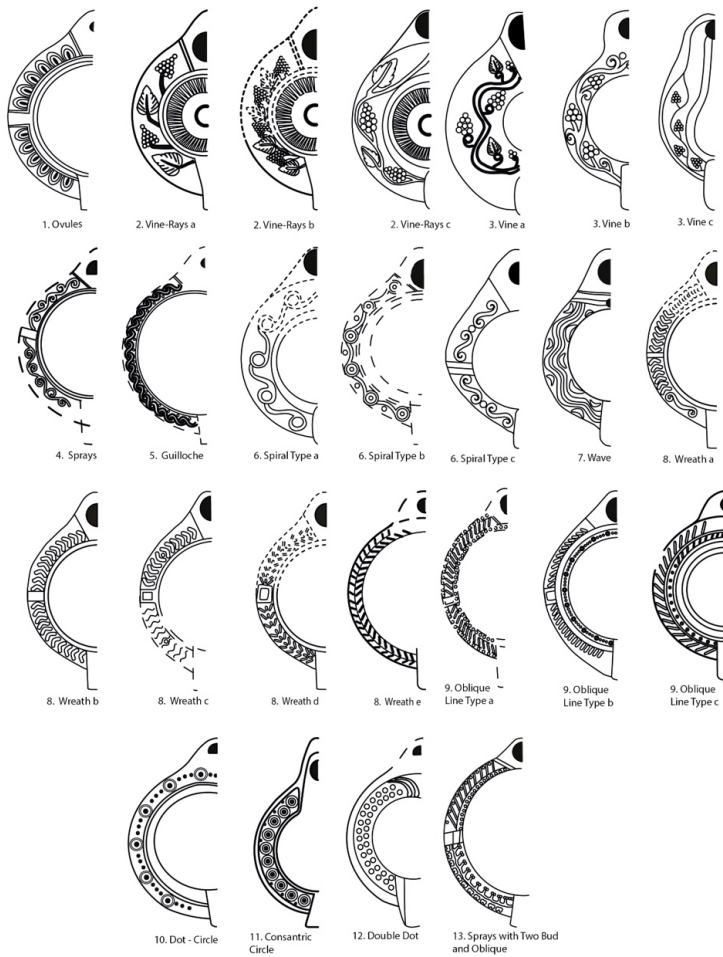 1. Ovules
2. Vine-Rays a
2. Vine-Rays b
2. Vine-Rays c
3. Vine a
3. Vine b
3. Vine c
4. Sprays
5. Guilloche
6. Spiral Type a
6. Spiral Type b
6. Spiral Type c
7. Wave
8. Wreath a
8. Wreath b
8. Wreath c
8. Wreath d
8. Wreath e
9. Oblique
Line Type a
9. Oblique
Line Type b
9. Oblique
Line Type c
10. Dot - Circle
11. Consantric
Circle
12. Double Dot
13. Sprays with Two Bud
and Oblique